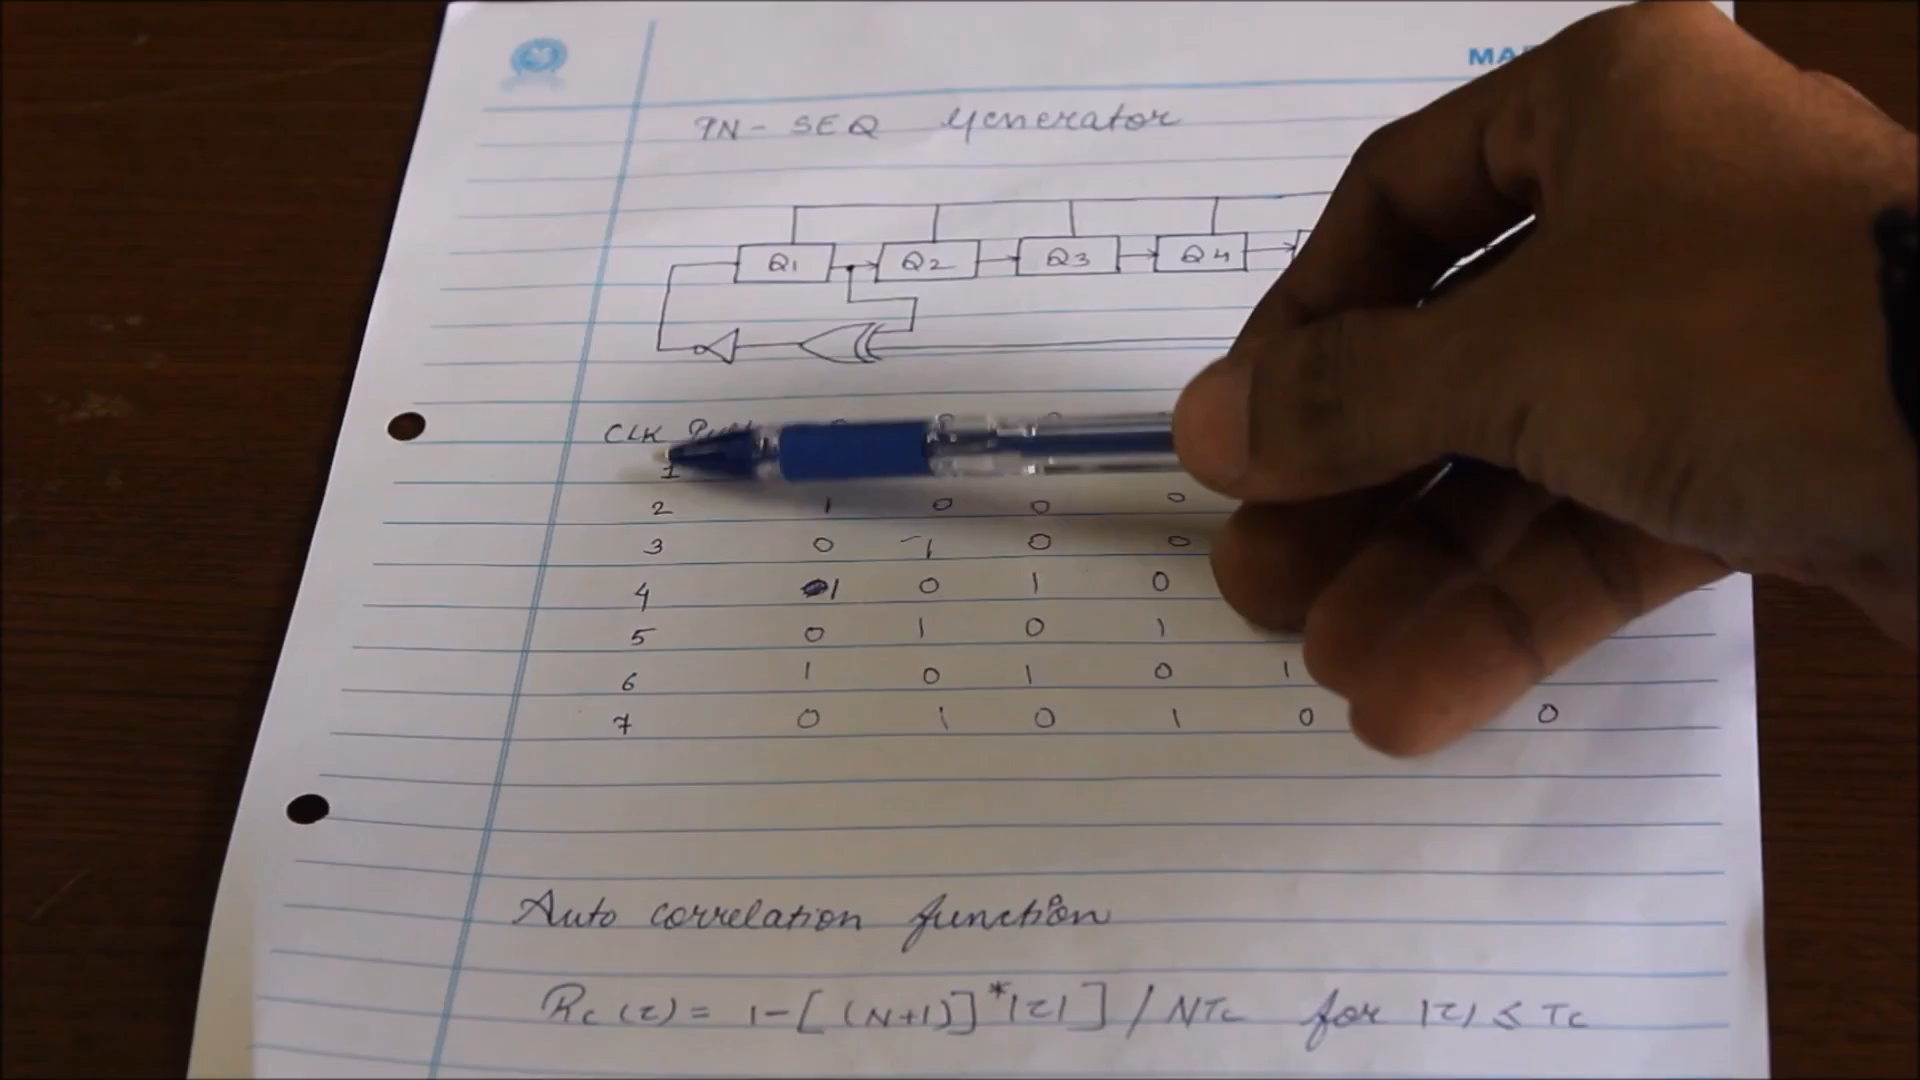 PN - SEQ Generator
Q1 Q2 Q3 Q4
CLK
1
2 1 0 0 0
3 0 1 0 0
4 1 0 1 0
5 0 1 0 1
6 1 0 1 0 1
7 0 1 0 1 0 0
Auto correlation function
Rc(τ) = 1-[(N+1)]*|τ|]/NTc for |τ| ≤ Tc